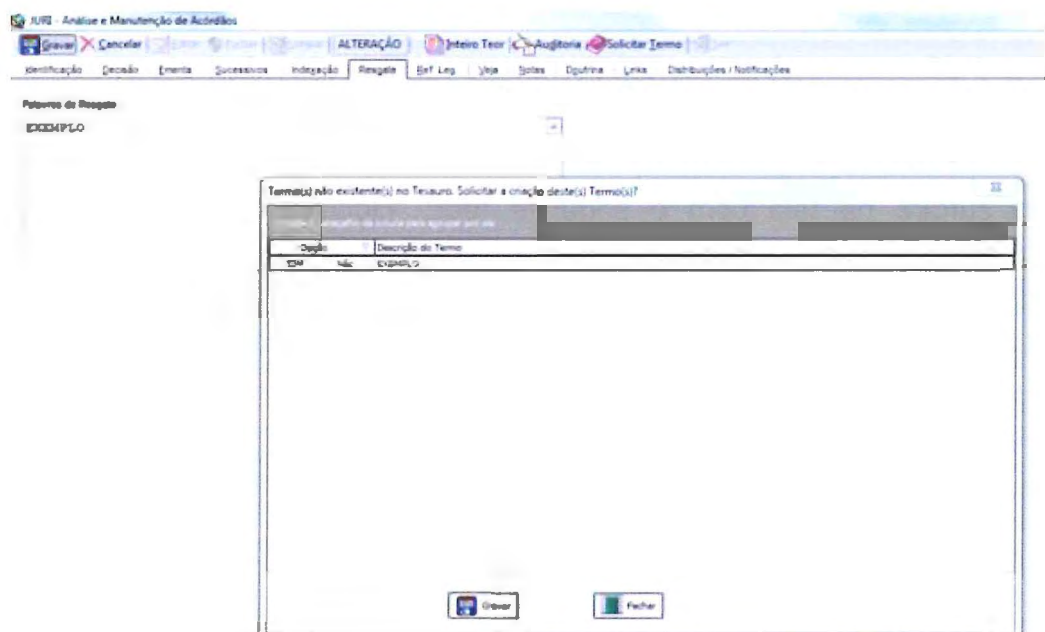 JURI - Análise e Manutenção de Acórdãos
Gravar Cancelar Editar ALTERAÇÃO Inteiro Teor Auditoria Solicitar Termo
Identificação Decisão Ementa Sucessivos Indexação Resgate Ref Leg Veja Notas Doutrina Links Distribuições / Notificações
Palavras de Resgate
EXEMPLO
Termo(s) não existente(s) no Tesauro. Solicitar a criação deste(s) Termo(s)?
Opção Descrição do Termo
Não EXEMPLO
Gravar Fechar